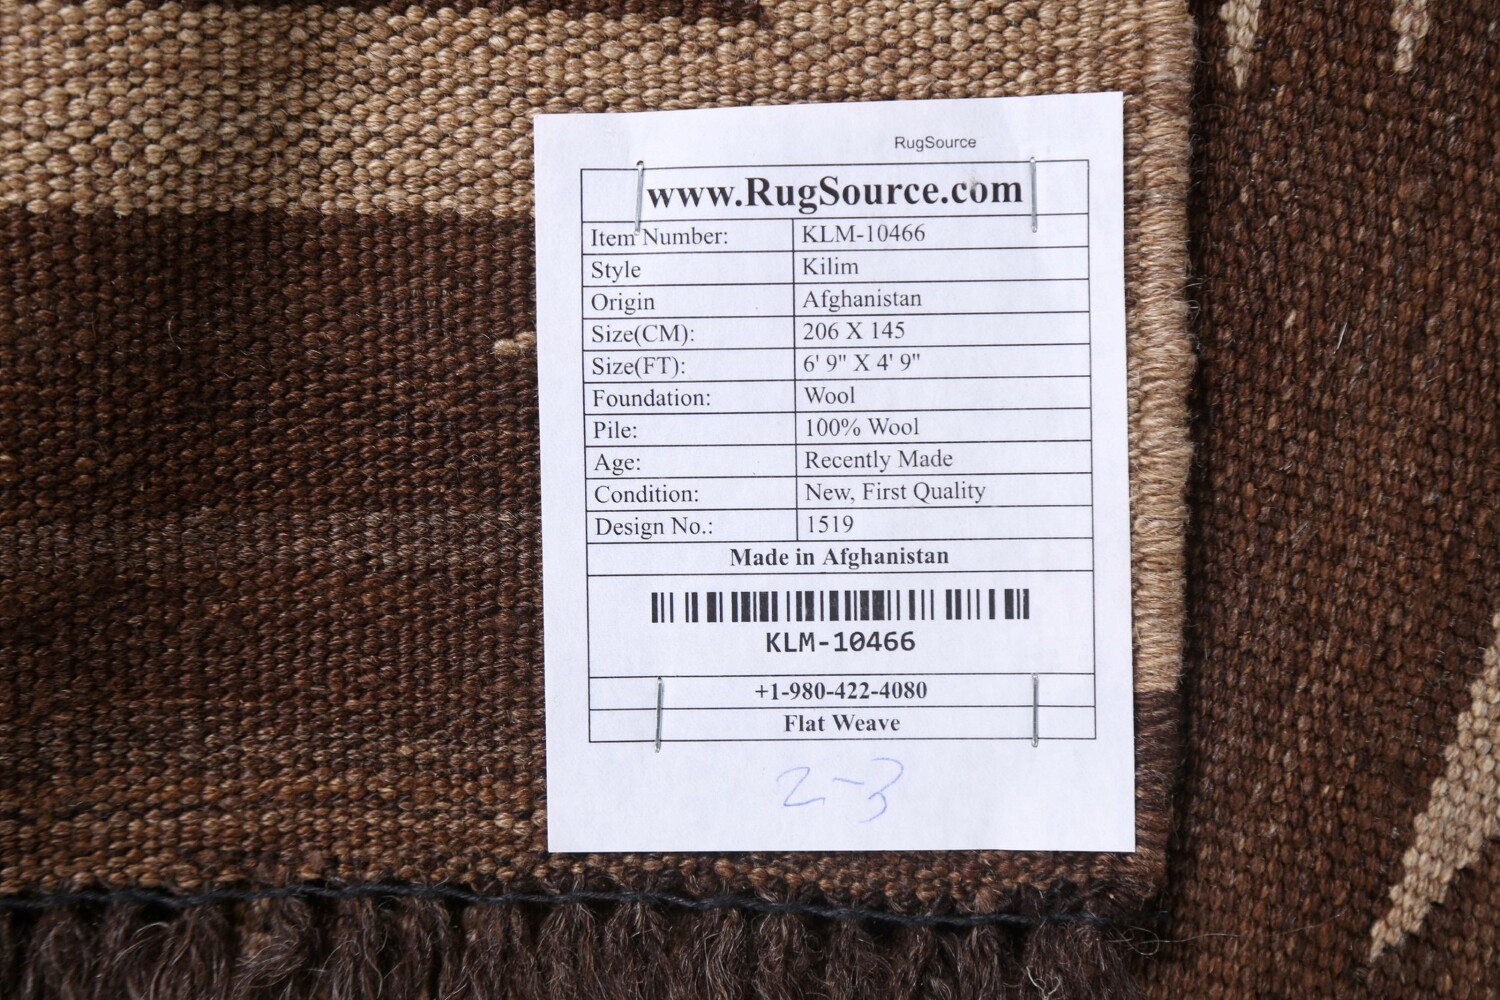 RugSource
www.RugSource.com
Item Number: KLM-10466
Style Kilim
Origin Afghanistan
Size(CM): 206 X 145
Size(FT): 6' 9" X 4' 9"
Foundation: Wool
Pile: 100% Wool
Age: Recently Made
Condition: New, First Quality
Design No.: 1519
Made in Afghanistan
KLM-10466
+1-980-422-4080
Flat Weave
2-3